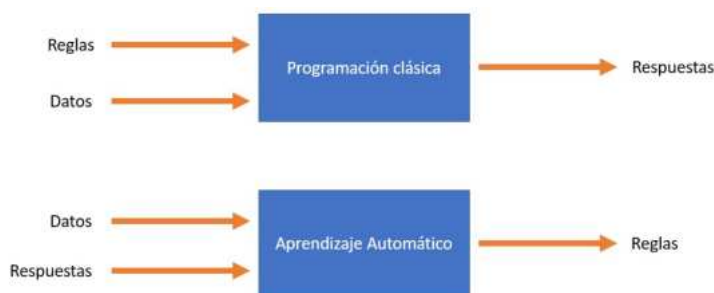 Reglas
Datos
Programación clásica
Respuestas
Datos
Respuestas
Aprendizaje Automático
Reglas